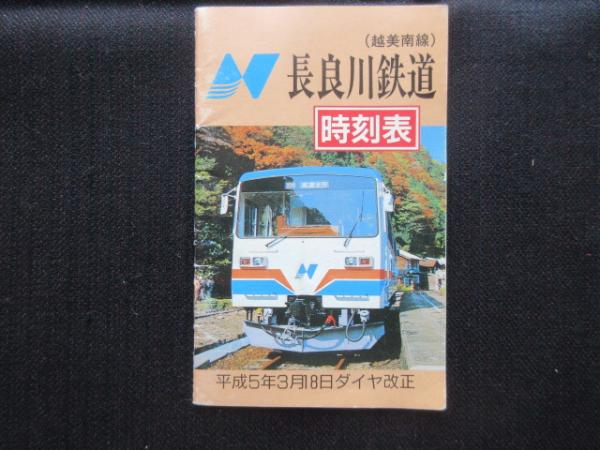 （越美南線）
長良川鉄道
時刻表
平成5年3月18日ダイヤ改正